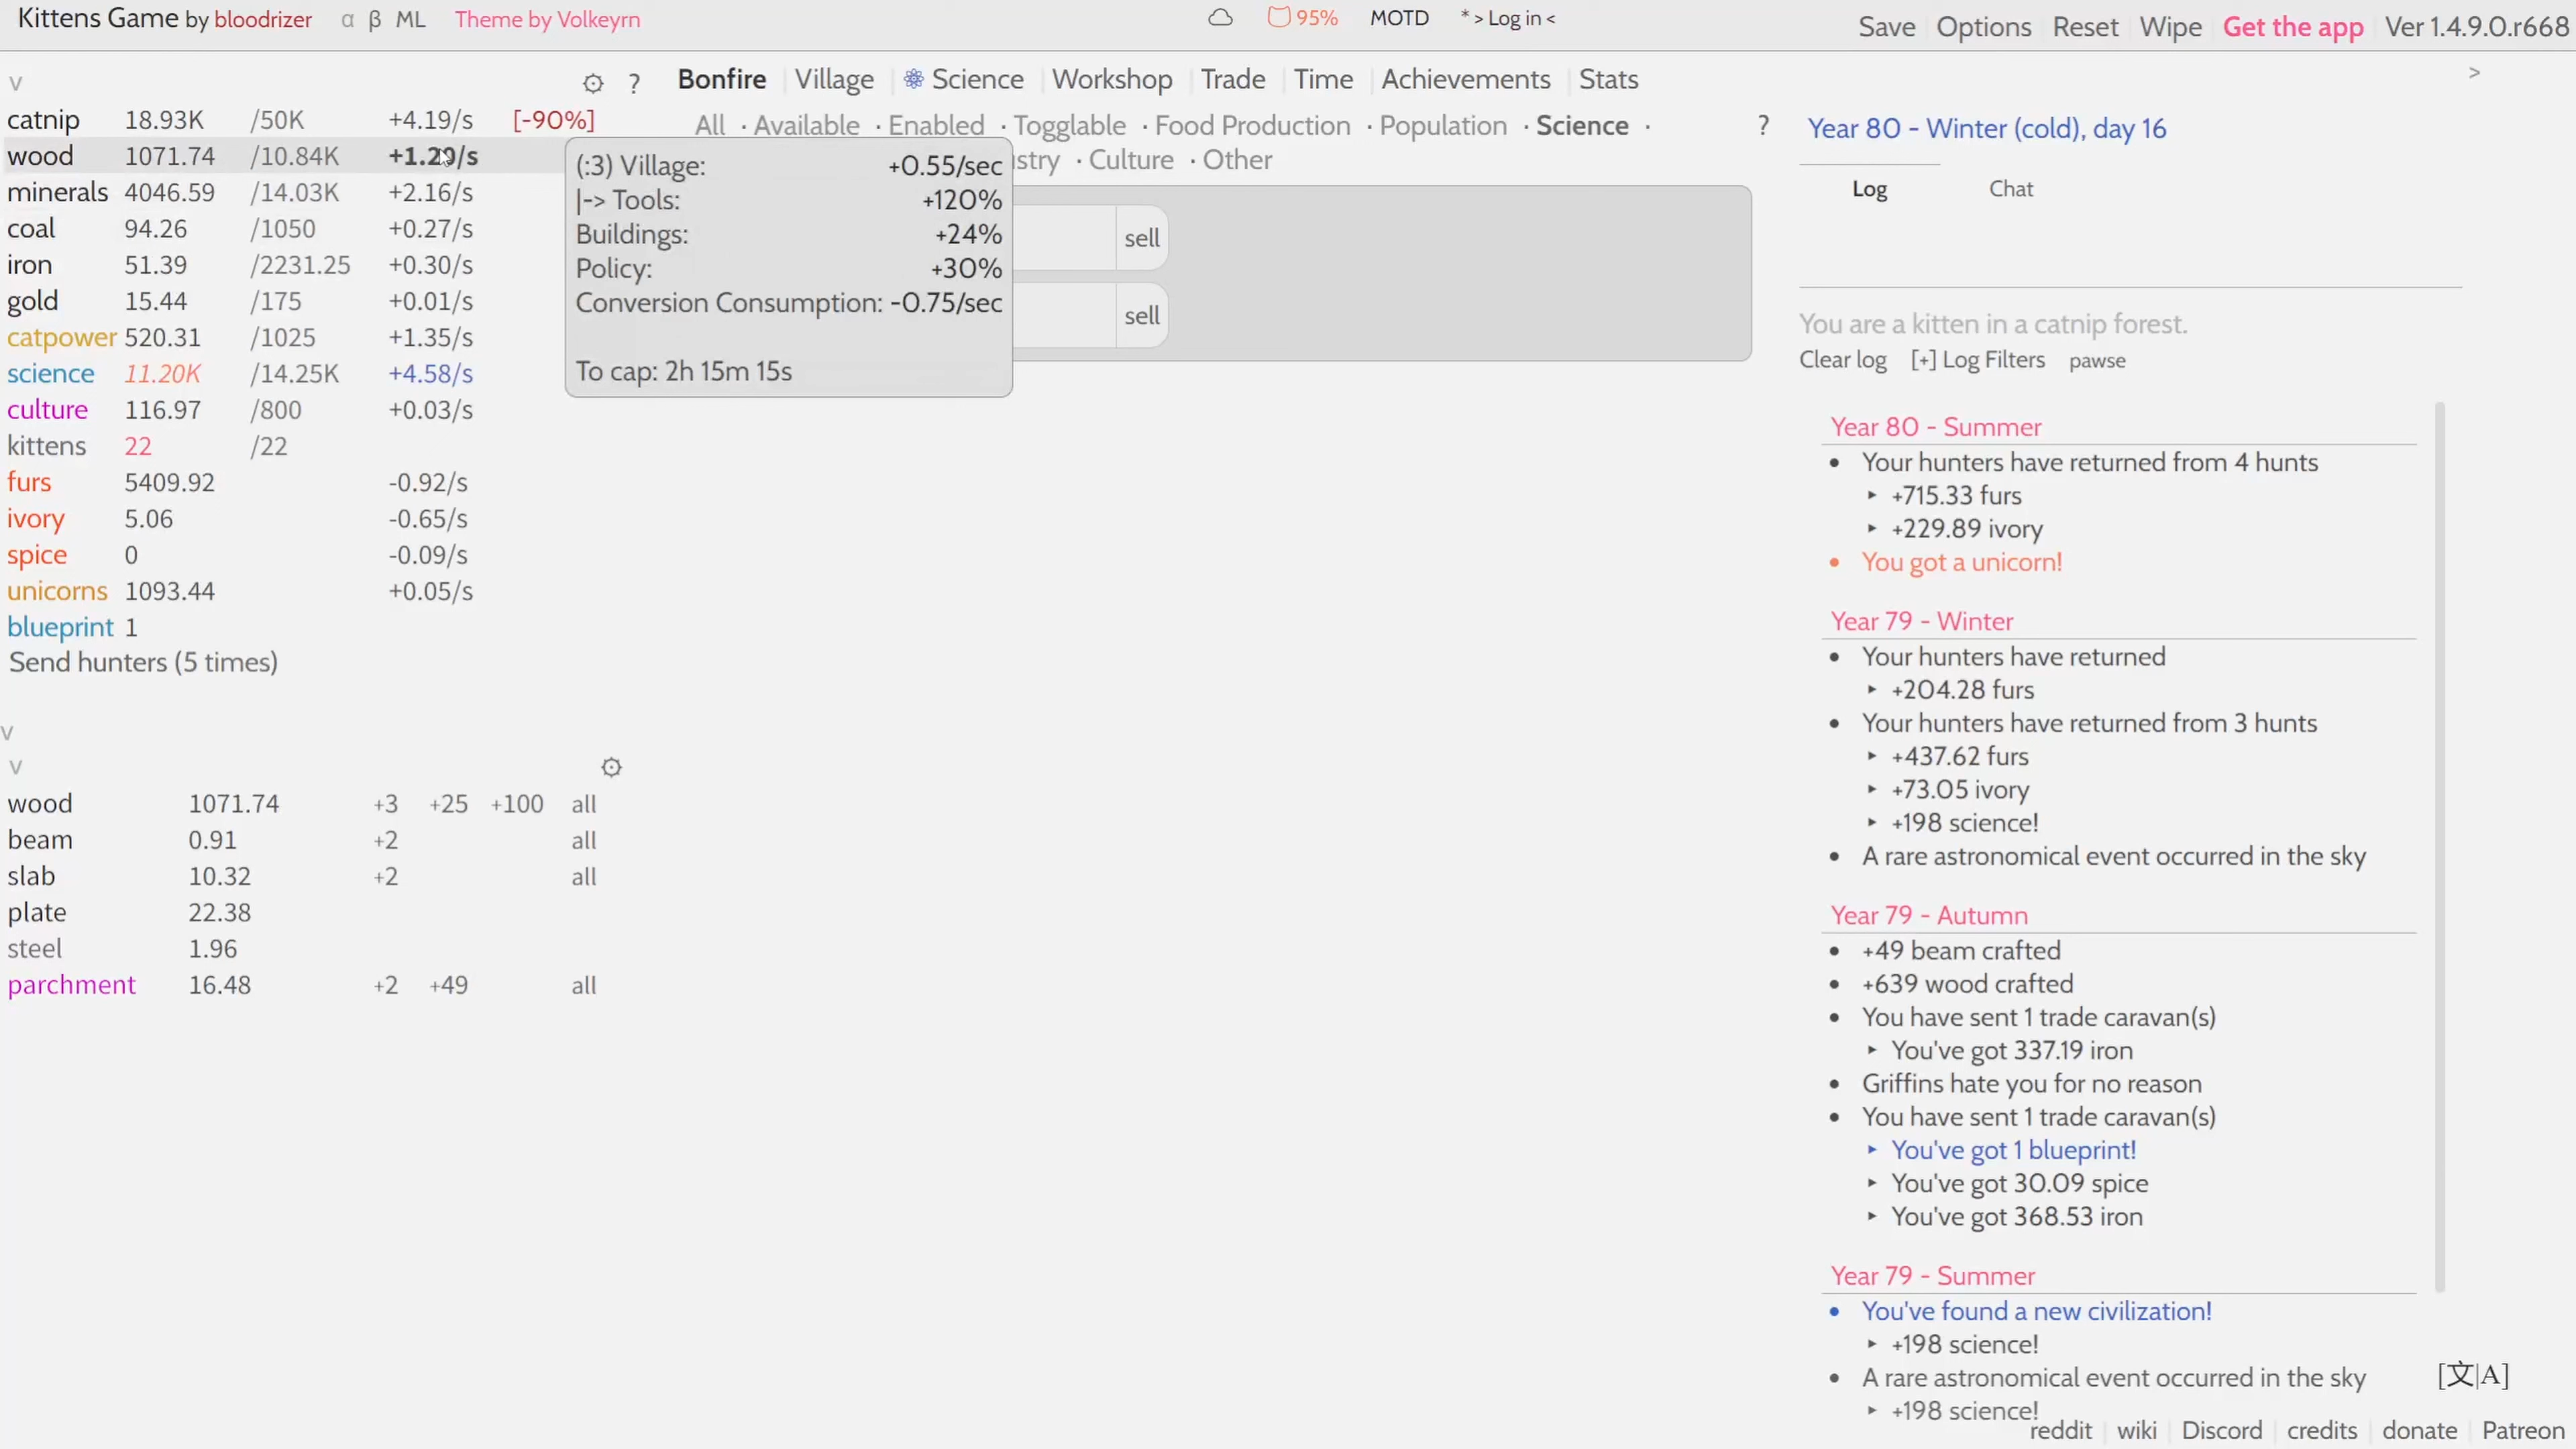 Kittens Game by bloodrizer α β ML Theme by Volkeyrn 95% MOTD * > Log in < Save Options Reset Wipe Get the app Ver 1.4.9.0.r668
v ?
catnip 18.93K /50K +4.19/s [-90%]
wood 1071.74 /10.84K +1.20/s
minerals 4046.59 /14.03K +2.16/s
coal 94.26 /1050 +0.27/s
iron 51.39 /2231.25 +0.30/s
gold 15.44 /175 +0.01/s
catpower 520.31 /1025 +1.35/s
science 11.20K /14.25K +4.58/s
culture 116.97 /800 +0.03/s
kittens 22 /22
furs 5409.92 -0.92/s
ivory 5.06 -0.65/s
spice 0 -0.09/s
unicorns 1093.44 +0.05/s
blueprint 1
Send hunters (5 times)
v
v
wood 1071.74 +3 +25 +100 all
beam 0.91 +2 all
slab 10.32 +2 all
plate 22.38
steel 1.96
parchment 16.48 +2 +49 all
Bonfire Village Science Workshop Trade Time Achievements Stats
All · Available · Enabled · Togglable · Food Production · Population · Science · ?
stry · Culture · Other
(:3) Village: +0.55/sec
|-> Tools: +120%
Buildings: +24%
Policy: +30%
Conversion Consumption: -0.75/sec
To cap: 2h 15m 15s
sell
sell
>
Year 80 - Winter (cold), day 16
Log Chat
You are a kitten in a catnip forest.
Clear log [+] Log Filters pawse
Year 80 - Summer
• Your hunters have returned from 4 hunts
‣ +715.33 furs
‣ +229.89 ivory
• You got a unicorn!
Year 79 - Winter
• Your hunters have returned
‣ +204.28 furs
• Your hunters have returned from 3 hunts
‣ +437.62 furs
‣ +73.05 ivory
‣ +198 science!
• A rare astronomical event occurred in the sky
Year 79 - Autumn
• +49 beam crafted
• +639 wood crafted
• You have sent 1 trade caravan(s)
‣ You've got 337.19 iron
• Griffins hate you for no reason
• You have sent 1 trade caravan(s)
‣ You've got 1 blueprint!
‣ You've got 30.09 spice
‣ You've got 368.53 iron
Year 79 - Summer
• You've found a new civilization!
‣ +198 science!
• A rare astronomical event occurred in the sky
‣ +198 science!
[文|A]
reddit wiki Discord credits donate Patreon